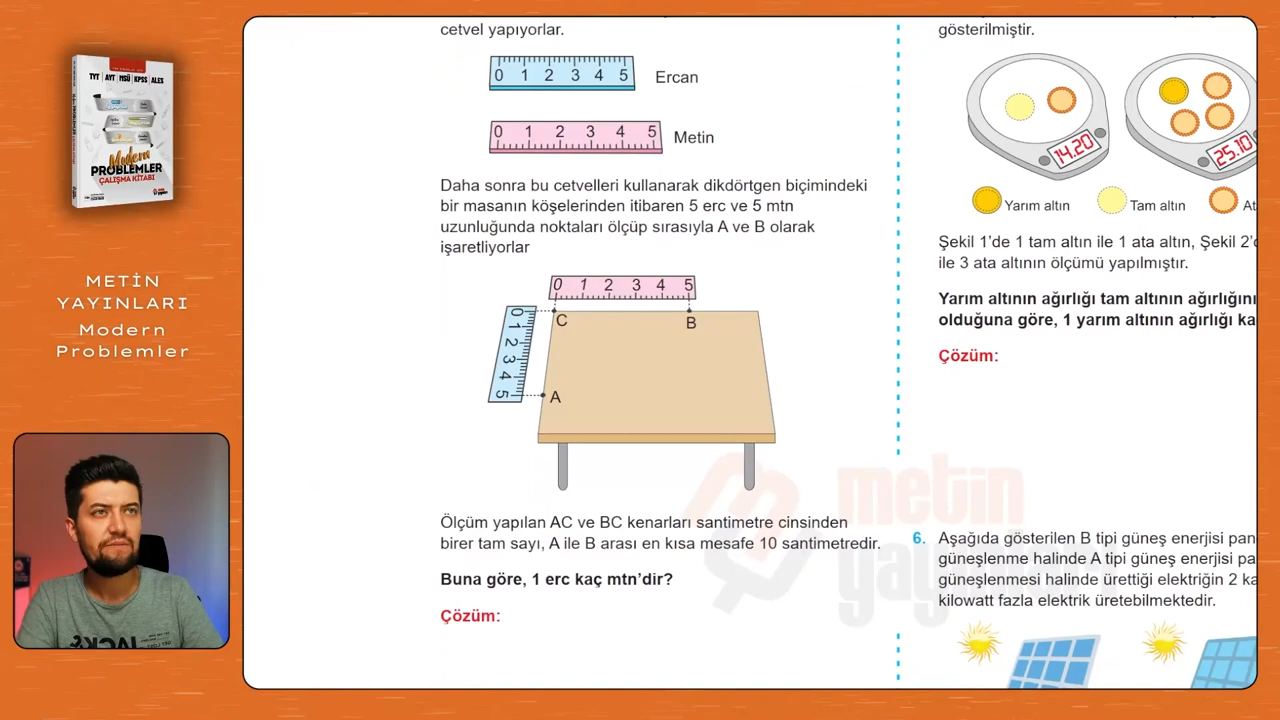 TYT AYT MSÜ KPSS ALES
Modern
PROBLEMLER
ÇALIŞMA KİTABI
METİN
YAYINLARI
Modern
Problemler
cetvel yapıyorlar.
0 1 2 3 4 5
Ercan
0 1 2 3 4 5
Metin
Daha sonra bu cetvelleri kullanarak dikdörtgen biçimindeki
bir masanın köşelerinden itibaren 5 erc ve 5 mtn
uzunluğunda noktaları ölçüp sırasıyla A ve B olarak
işaretliyorlar
0 1 2 3 4 5
C
B
0 1 2 3 4 5
A
Ölçüm yapılan AC ve BC kenarları santimetre cinsinden
birer tam sayı, A ile B arası en kısa mesafe 10 santimetredir.
Buna göre, 1 erc kaç mtn'dir?
Çözüm:
metin
gösterilmiştir.
14.20
25.10
Yarım altın
Tam altın
At
Şekil 1'de 1 tam altın ile 1 ata altın, Şekil 2'd
ile 3 ata altının ölçümü yapılmıştır.
Yarım altının ağırlığı tam altının ağırlığını
olduğuna göre, 1 yarım altının ağırlığı ka
Çözüm:
6. Aşağıda gösterilen B tipi güneş enerjisi pan
güneşlenme halinde A tipi güneş enerjisi pa
güneşlenmesi halinde ürettiği elektriğin 2 ka
kilowatt fazla elektrik üretebilmektedir.